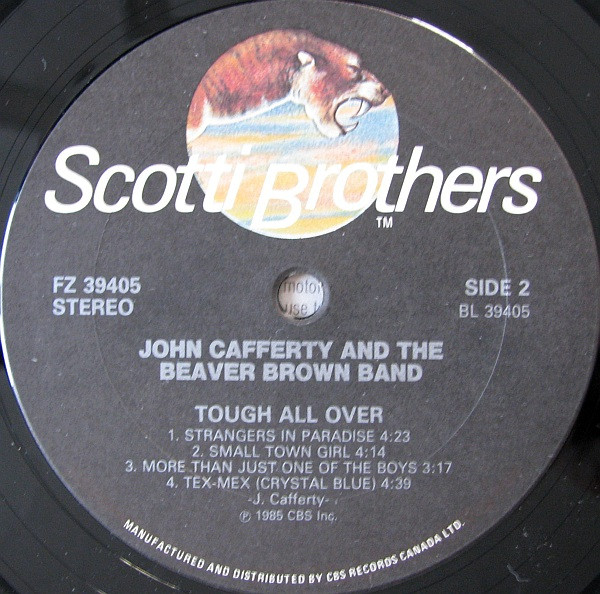 Scotti Brothers
TM
FZ 39405
STEREO
motor
use
SIDE 2
BL 39405
JOHN CAFFERTY AND THE
BEAVER BROWN BAND
TOUGH ALL OVER
1. STRANGERS IN PARADISE 4:23
2. SMALL TOWN GIRL 4:14
3. MORE THAN JUST ONE OF THE BOYS 3:17
4. TEX-MEX (CRYSTAL BLUE) 4:39
-J. Cafferty-
℗ 1985 CBS Inc.
MANUFACTURED AND DISTRIBUTED BY CBS RECORDS CANADA LTD.